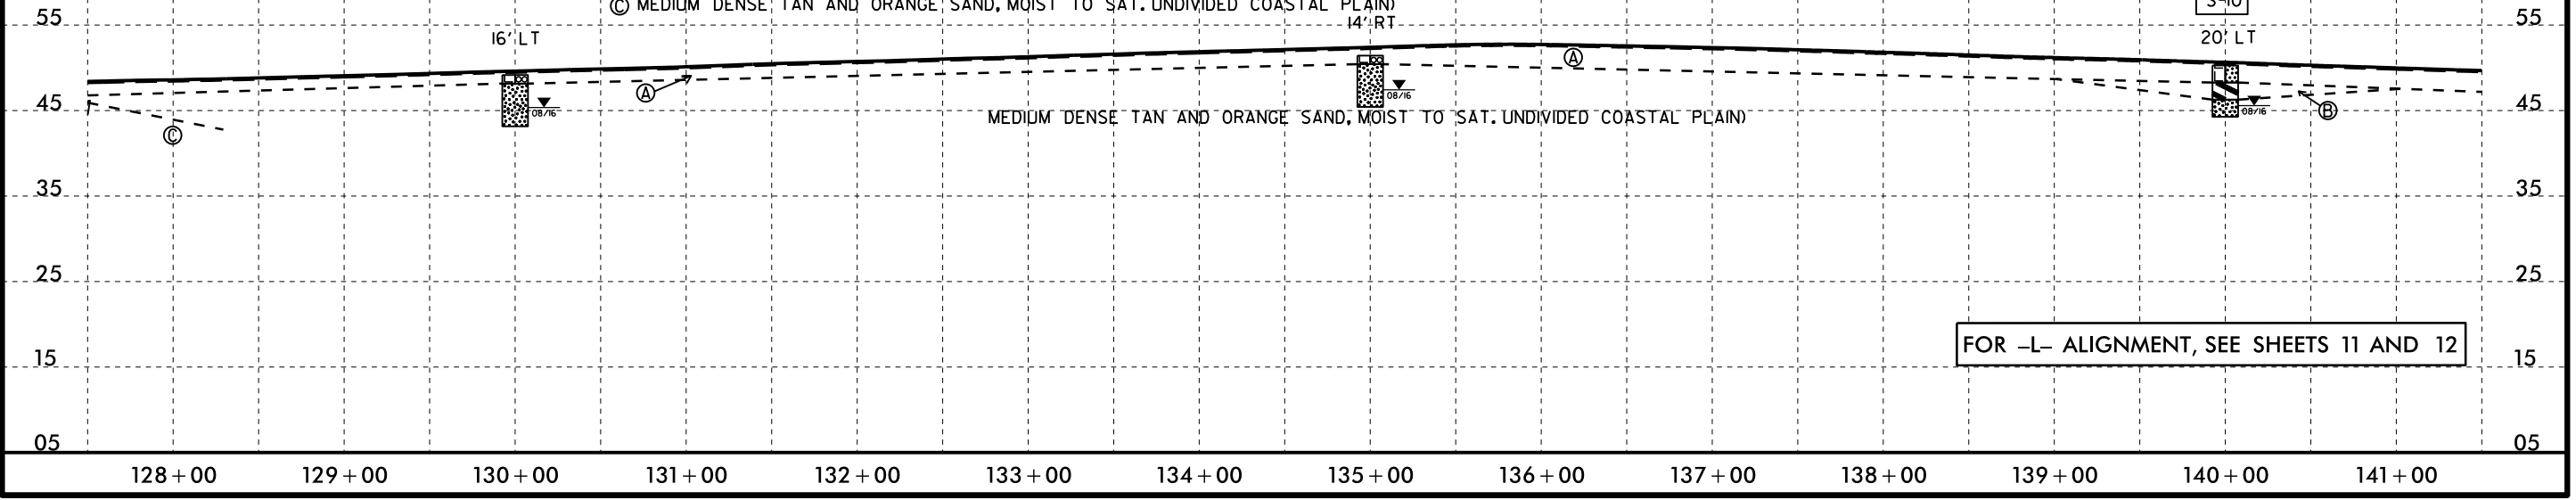 Ⓒ MEDIUM DENSE TAN AND ORANGE SAND, MOIST TO SAT. UNDIVIDED COASTAL PLAIN)
55 55
14' RT
16' LT 20' LT
A
A
08/16
45 45
08/16 08/16
B
MEDIUM DENSE TAN AND ORANGE SAND, MOIST TO SAT. UNDIVIDED COASTAL PLAIN)
C
35 35
25 25
FOR –L– ALIGNMENT, SEE SHEETS 11 AND 12
15 15
05 05
128+00 129+00 130+00 131+00 132+00 133+00 134+00 135+00 136+00 137+00 138+00 139+00 140+00 141+00